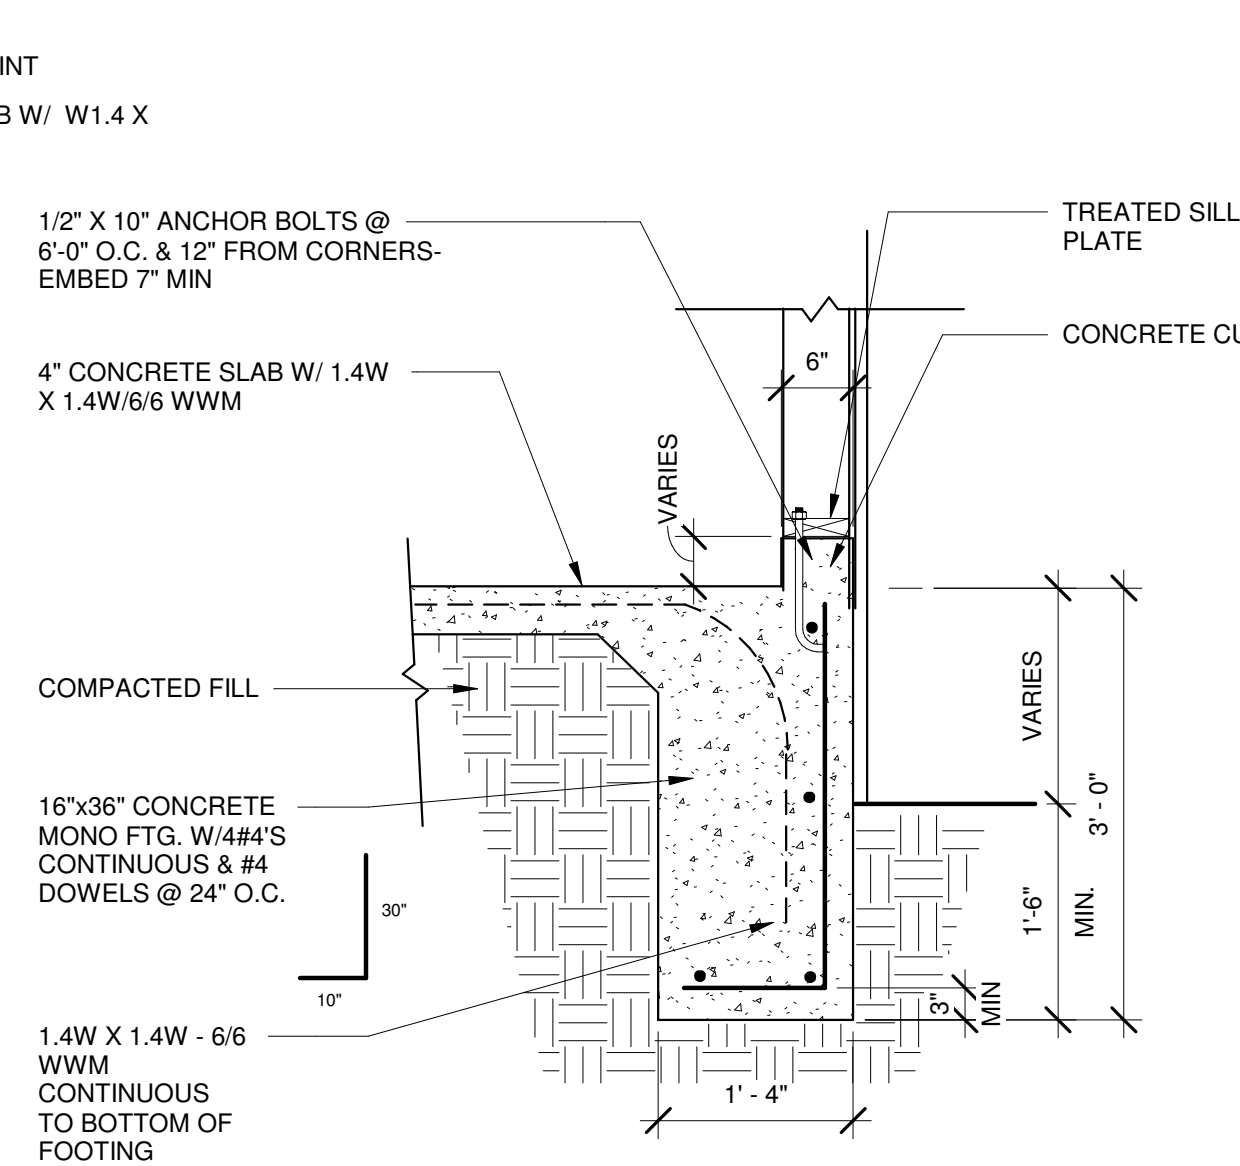 INT
B W/ W1.4 X
1/2" X 10" ANCHOR BOLTS @
6'-0" O.C. & 12" FROM CORNERS-
EMBED 7" MIN
TREATED SILL
PLATE
CONCRETE CU
6"
4" CONCRETE SLAB W/ 1.4W
X 1.4W/6/6 WWM
VARIES
COMPACTED FILL
VARIES
16"x36" CONCRETE
MONO FTG. W/4#4'S
CONTINUOUS & #4
DOWELS @ 24" O.C.
3' - 0"
MIN.
1'-6"
30"
10"
3"
MIN
1.4W X 1.4W - 6/6
WWM
CONTINUOUS
TO BOTTOM OF
FOOTING
1' - 4"